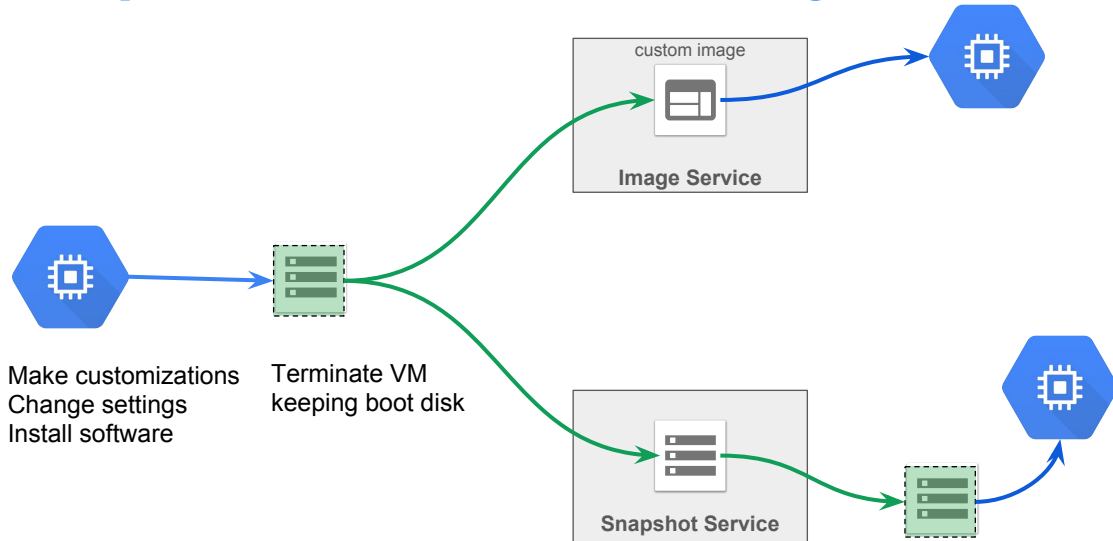 custom image
Image Service
Make customizations
Change settings
Install software
Terminate VM
keeping boot disk
Snapshot Service